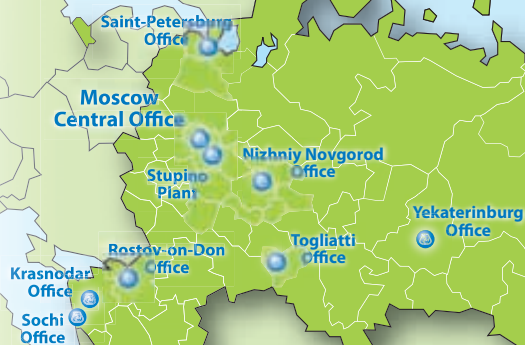 Saint-Petersburg
Office
Moscow
Central Office
Nizhniy Novgorod
Office
Stupino
Plant
Yekaterinburg
Office
Rostov-on-Don
Office
Togliatti
Office
Krasnodar
Office
Sochi
Office